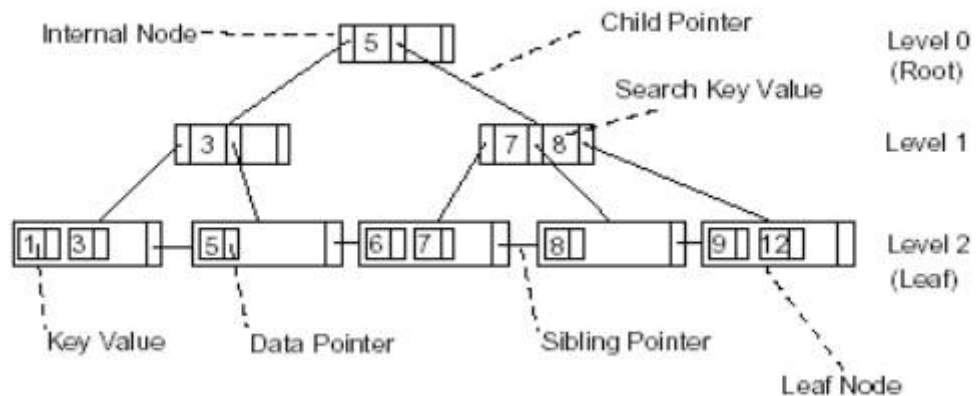 Internal Node
5
Child Pointer
Level 0
(Root)
Search Key Value
3
7 8
Level 1
1 3 5 6 7 8 9 12
Level 2
(Leaf)
Key Value
Data Pointer
Sibling Pointer
Leaf Node